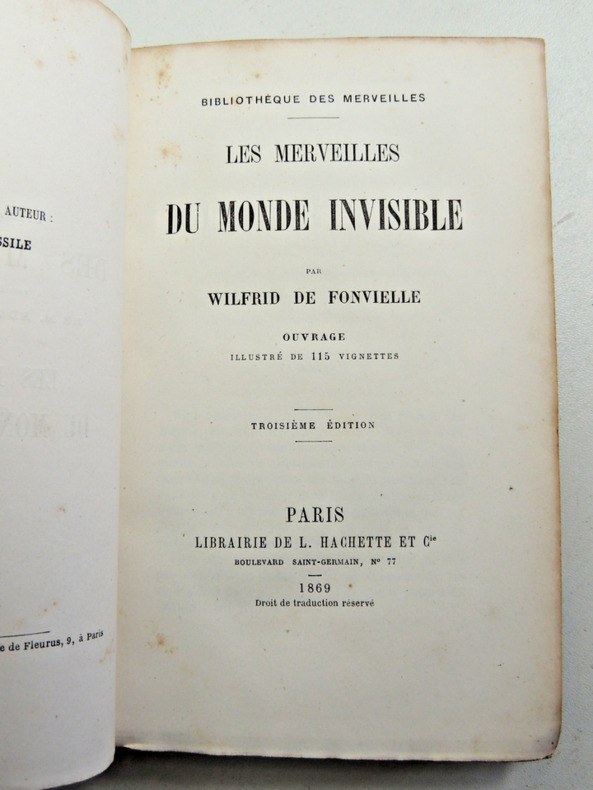 AUTEUR :
SSILE
e de Fleurus, 9, à Paris
BIBLIOTHÈQUE DES MERVEILLES
LES MERVEILLES
DU MONDE INVISIBLE
PAR
WILFRID DE FONVIELLE
OUVRAGE
ILLUSTRÉ DE 115 VIGNETTES
TROISIÈME ÉDITION
PARIS
LIBRAIRIE DE L. HACHETTE ET Cie
BOULEVARD SAINT-GERMAIN, Nº 77
1869
Droit de traduction réservé